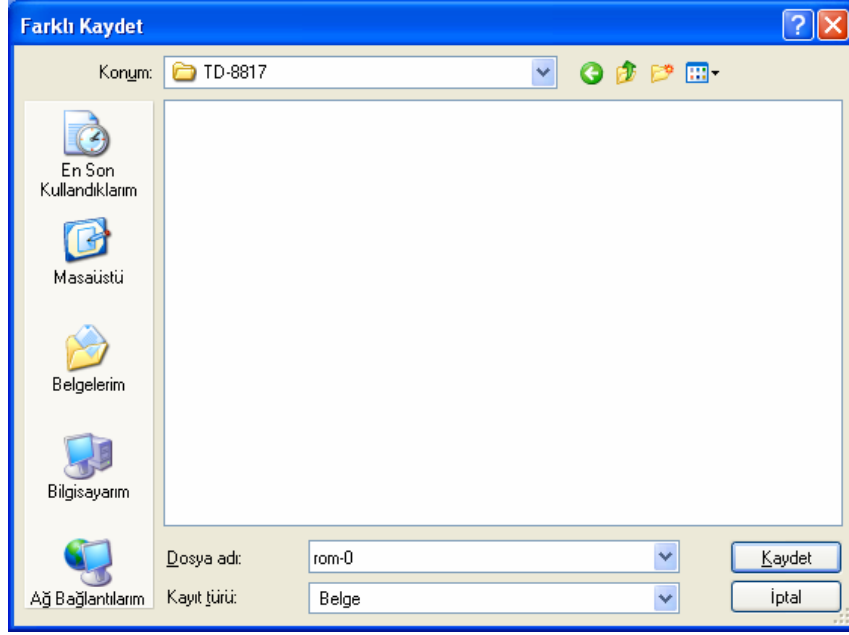 Farklı Kaydet
Konum:
TD-8817
En Son
Kullandıklarım
Masaüstü
Belgelerim
Bilgisayarım
Ağ Bağlantılarım
Dosya adı:
rom-0
Kaydet
Kayıt türü:
Belge
İptal